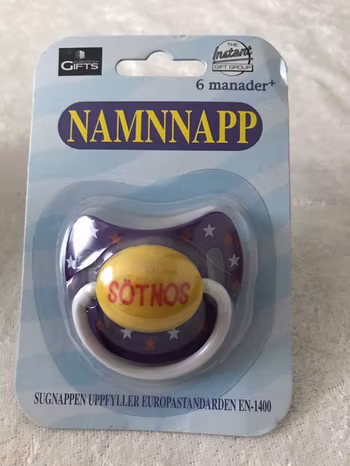 GIFTS
THE
instant
GIFT GROUP
6 manader+
NAMNNAPP
SÖTNOS
SUGNAPPEN UPPFYLLER EUROPASTANDARDEN EN-1400